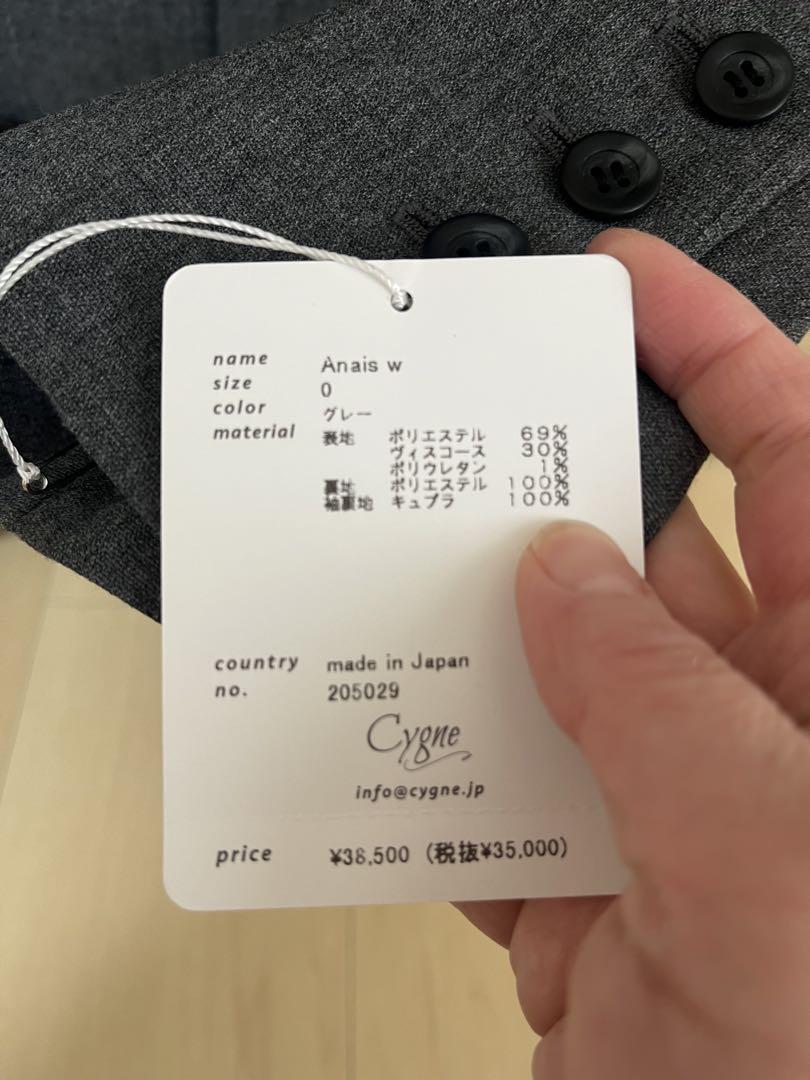 name Anais w
size 0
color グレー
material 表地 ポリエステル 69%
ヴィスコース 30%
ポリウレタン 1%
裏地 ポリエステル 100%
袖裏地 キュプラ 100%
country made in Japan
no. 205029
Cygne
info@cygne.jp
price ¥38,500 (税抜¥35,000)